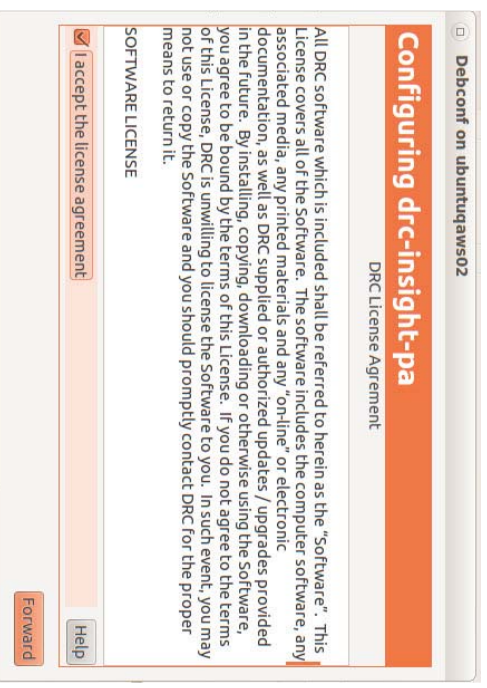 Debconf on ubuntuqaws02
Configuring drc-insight-pa
DRC License Agrement
All DRC software which is included shall be referred to herein as the "Software". This
License covers all of the Software. The software includes the computer software, any
associated media, any printed materials and any "on-line" or electronic
documentation, as well as DRC supplied or authorized updates / upgrades provided
in the future. By installing, copying, downloading or otherwise using the Software,
you agree to be bound by the terms of this License. If you do not agree to the terms
of this License, DRC is unwilling to license the Software to you. In such event, you may
not use or copy the Software and you should promptly contact DRC for the proper
means to return it.
SOFTWARE LICENSE
I accept the license agreement
Help
Forward